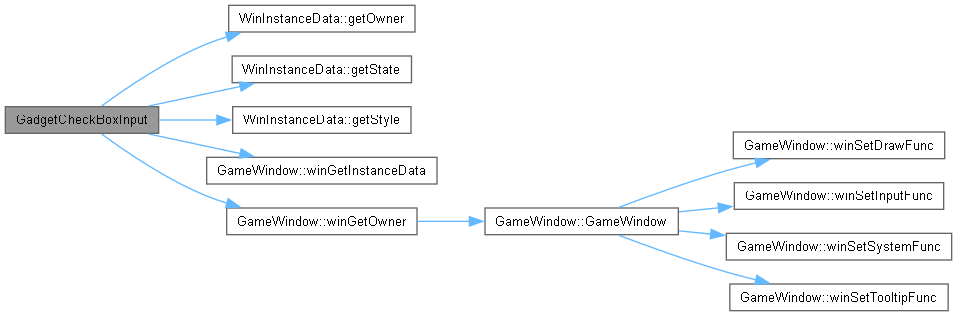 WinInstanceData::getOwner
WinInstanceData::getState
GadgetCheckBoxInput
WinInstanceData::getStyle
GameWindow::winGetInstanceData
GameWindow::winGetOwner
GameWindow::GameWindow
GameWindow::winSetDrawFunc
GameWindow::winSetInputFunc
GameWindow::winSetSystemFunc
GameWindow::winSetTooltipFunc